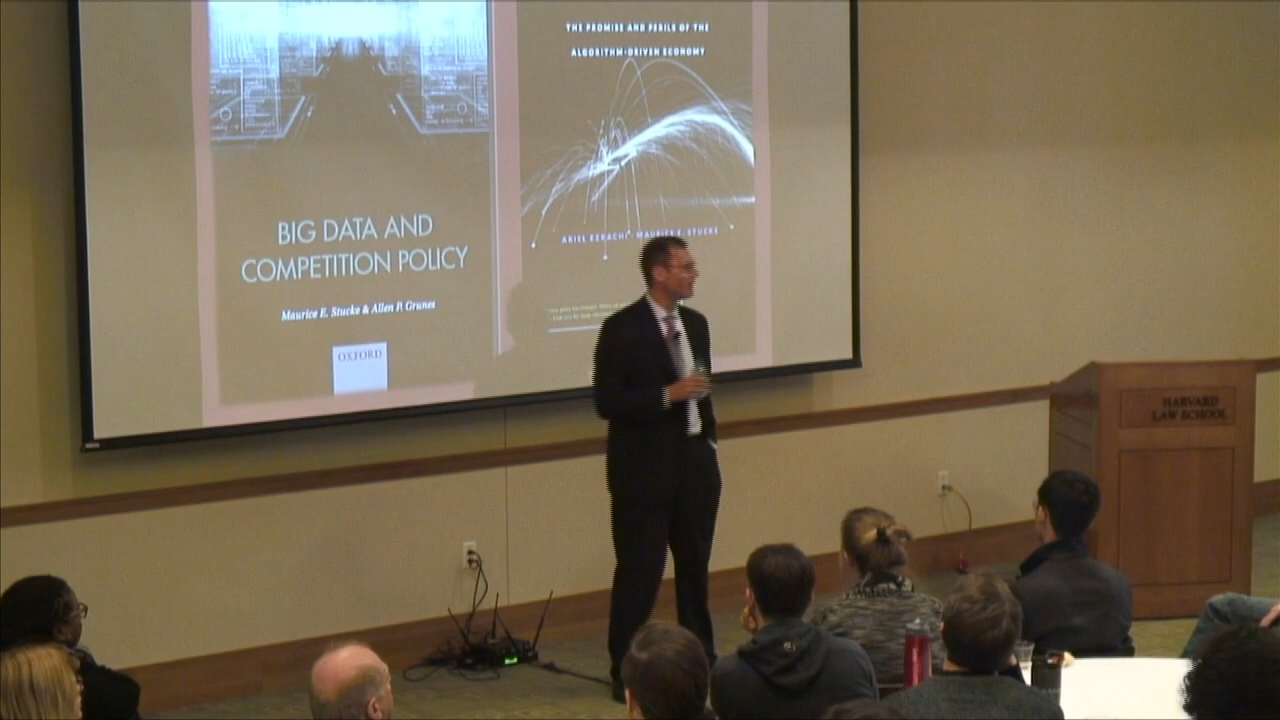 BIG DATA AND
COMPETITION POLICY
Maurice E. Stucke & Allen P. Grunes
OXFORD
THE PROMISE AND PERILS OF THE
ALGORITHM-DRIVEN ECONOMY
ARIEL EZRACHI MAURICE E. STUCKE
HARVARD
LAW SCHOOL